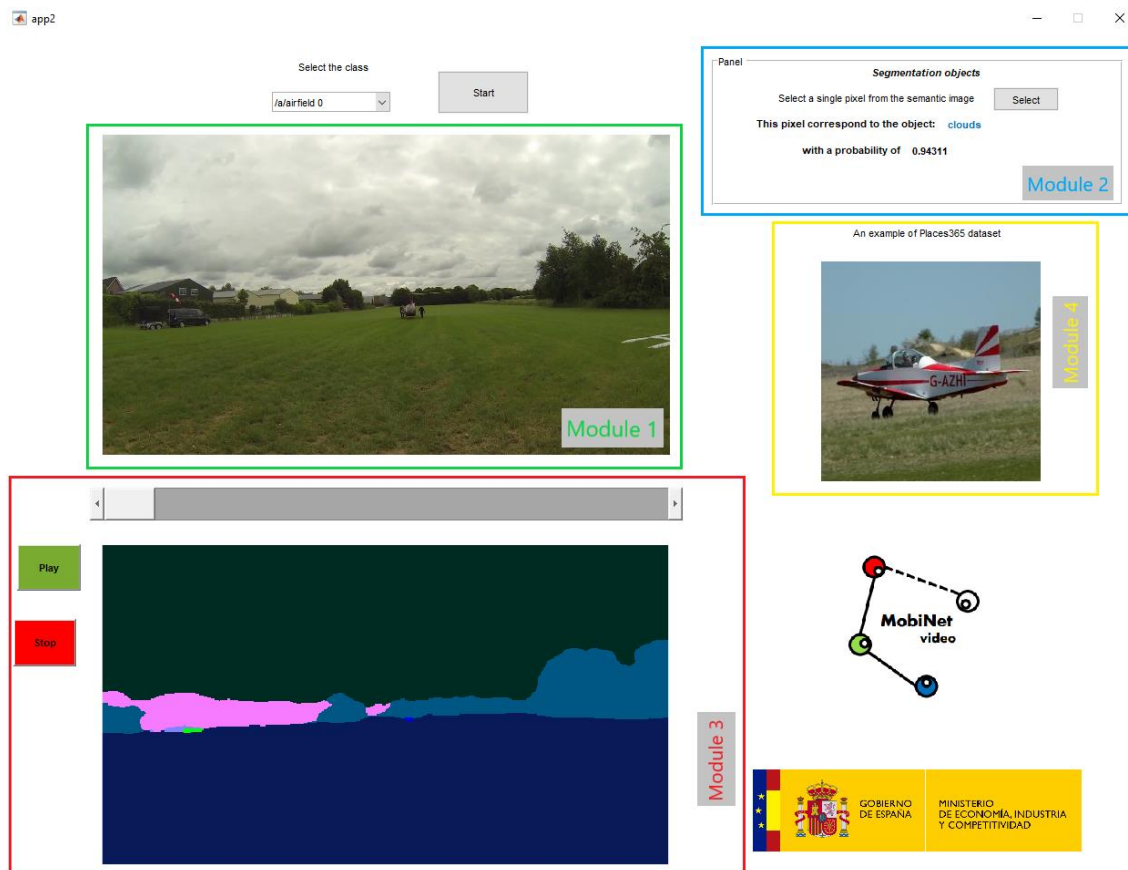 app2
Select the class
/a/airfield 0
Start
Panel
Segmentation objects
Select a single pixel from the semantic image
Select
This pixel correspond to the object: clouds
with a probability of 0.94311
Module 2
Module 1
An example of Places365 dataset
G-AZHI
Module 4
Play
Stop
Module 3
MobiNet
video
GOBIERNO
DE ESPAÑA
MINISTERIO
DE ECONOMÍA, INDUSTRIA
Y COMPETITIVIDAD